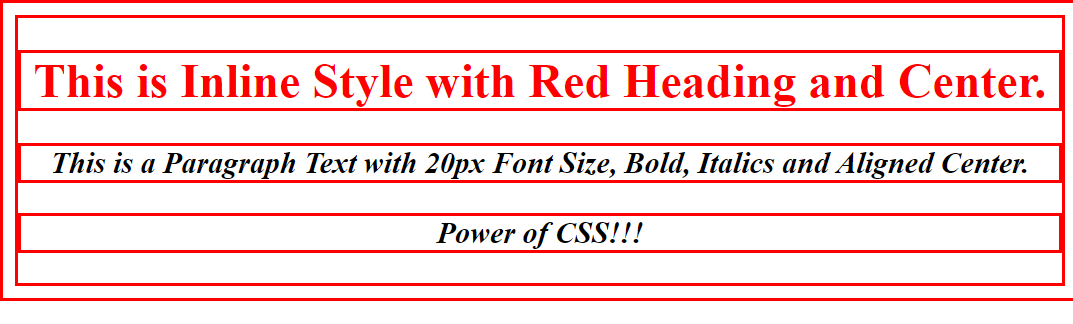 This is Inline Style with Red Heading and Center.
This is a Paragraph Text with 20px Font Size, Bold, Italics and Aligned Center.
Power of CSS!!!